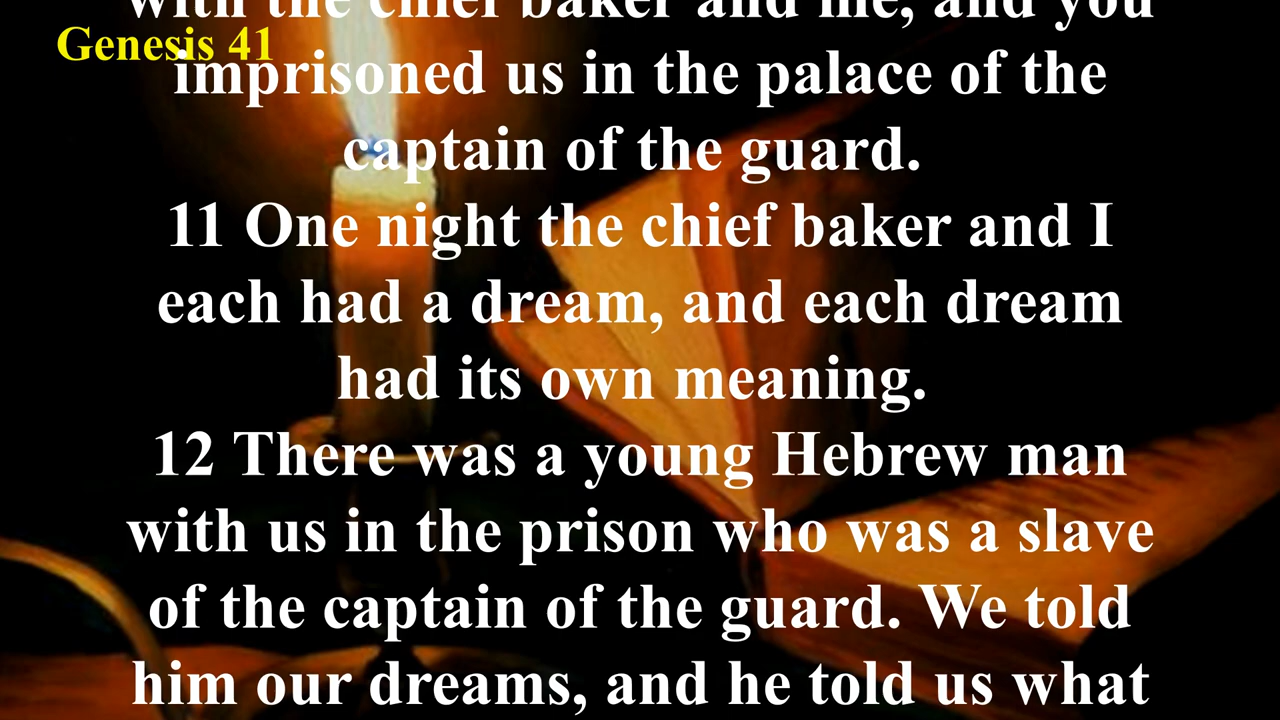 with the chief baker and me, and you
Genesis 41
imprisoned us in the palace of the
captain of the guard.
11 One night the chief baker and I
each had a dream, and each dream
had its own meaning.
12 There was a young Hebrew man
with us in the prison who was a slave
of the captain of the guard. We told
him our dreams, and he told us what